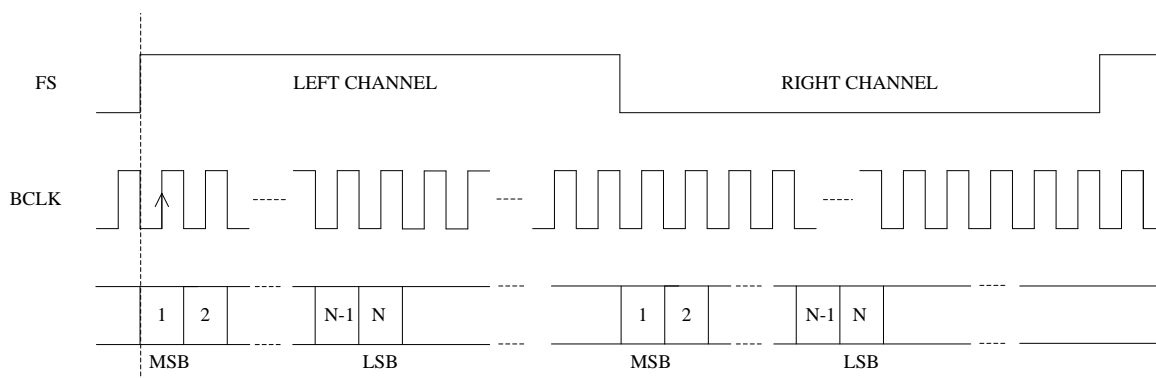 FS
LEFT CHANNEL
RIGHT CHANNEL
BCLK
1 2 N-1 N 1 2 N-1 N
MSB LSB MSB LSB